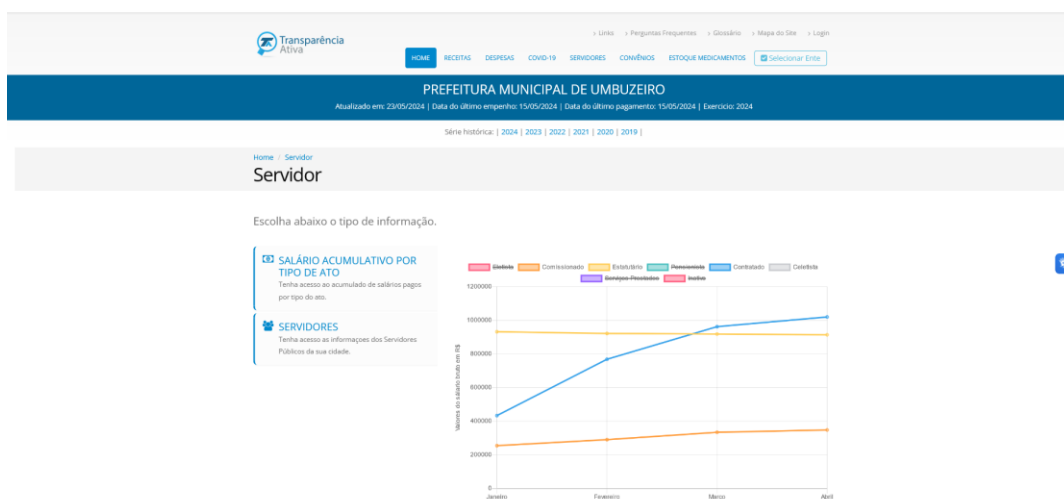 Transparência
Ativa
› Links › Perguntas Frequentes › Glossário › Mapa do Site › Login
HOME RECEITAS DESPESAS COVID-19 SERVIDORES CONVÊNIOS ESTOQUE MEDICAMENTOS Selecionar Ente
PREFEITURA MUNICIPAL DE UMBUZEIRO
Atualizado em: 23/05/2024 | Data do último empenho: 15/05/2024 | Data do último pagamento: 15/05/2024 | Exercicio: 2024
Série histórica: | 2024 | 2023 | 2022 | 2021 | 2020 | 2019 |
Home / Servidor
Servidor
Escolha abaixo o tipo de informação.
SALÁRIO ACUMULATIVO POR
TIPO DE ATO
Tenha acesso ao acumulado de salários pagos
por tipo do ato.
SERVIDORES
Tenha acesso as informaçoes dos Servidores
Públicos da sua cidade.
Eletivo Comissionado Estatutário Pensionista Contratado Celetista
Serviços Prestados Inativo
Valores do sálario bruto em R$
1200000
1000000
800000
600000
400000
200000
0
Janeiro Fevereiro Março Abril